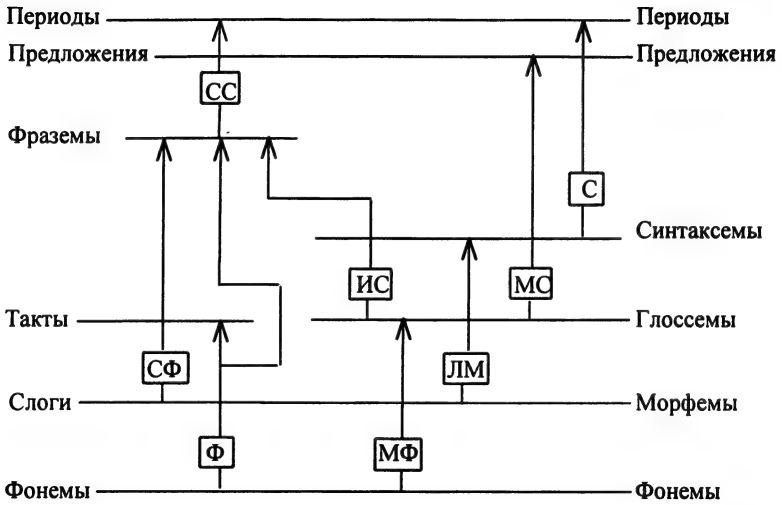 Периоды Периоды
Предложения Предложения
СС
Фраземы
С
Синтаксемы
ИС МС
Такты Глоссемы
СФ ЛМ
Слоги Морфемы
Ф МФ
Фонемы Фонемы